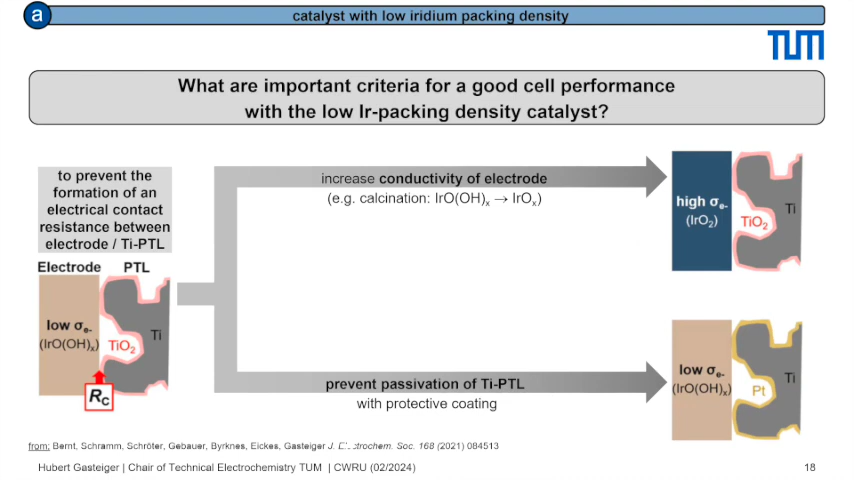 a
catalyst with low iridium packing density
TUM
What are important criteria for a good cell performance
with the low Ir-packing density catalyst?
to prevent the
formation of an
electrical contact
resistance between
electrode / Ti-PTL
Electrode PTL
low σe-
(IrO(OH)x)
TiO2
Ti
RC
increase conductivity of electrode
(e.g. calcination: IrO(OH)x → IrOx)
high σe-
(IrO2)
TiO2
Ti
prevent passivation of Ti-PTL
with protective coating
low σe-
(IrO(OH)x)
Pt
Ti
from: Bernt, Schramm, Schröter, Gebauer, Byrknes, Eickes, Gasteiger J. Electrochem. Soc. 168 (2021) 084513
Hubert Gasteiger | Chair of Technical Electrochemistry TUM | CWRU (02/2024)
18